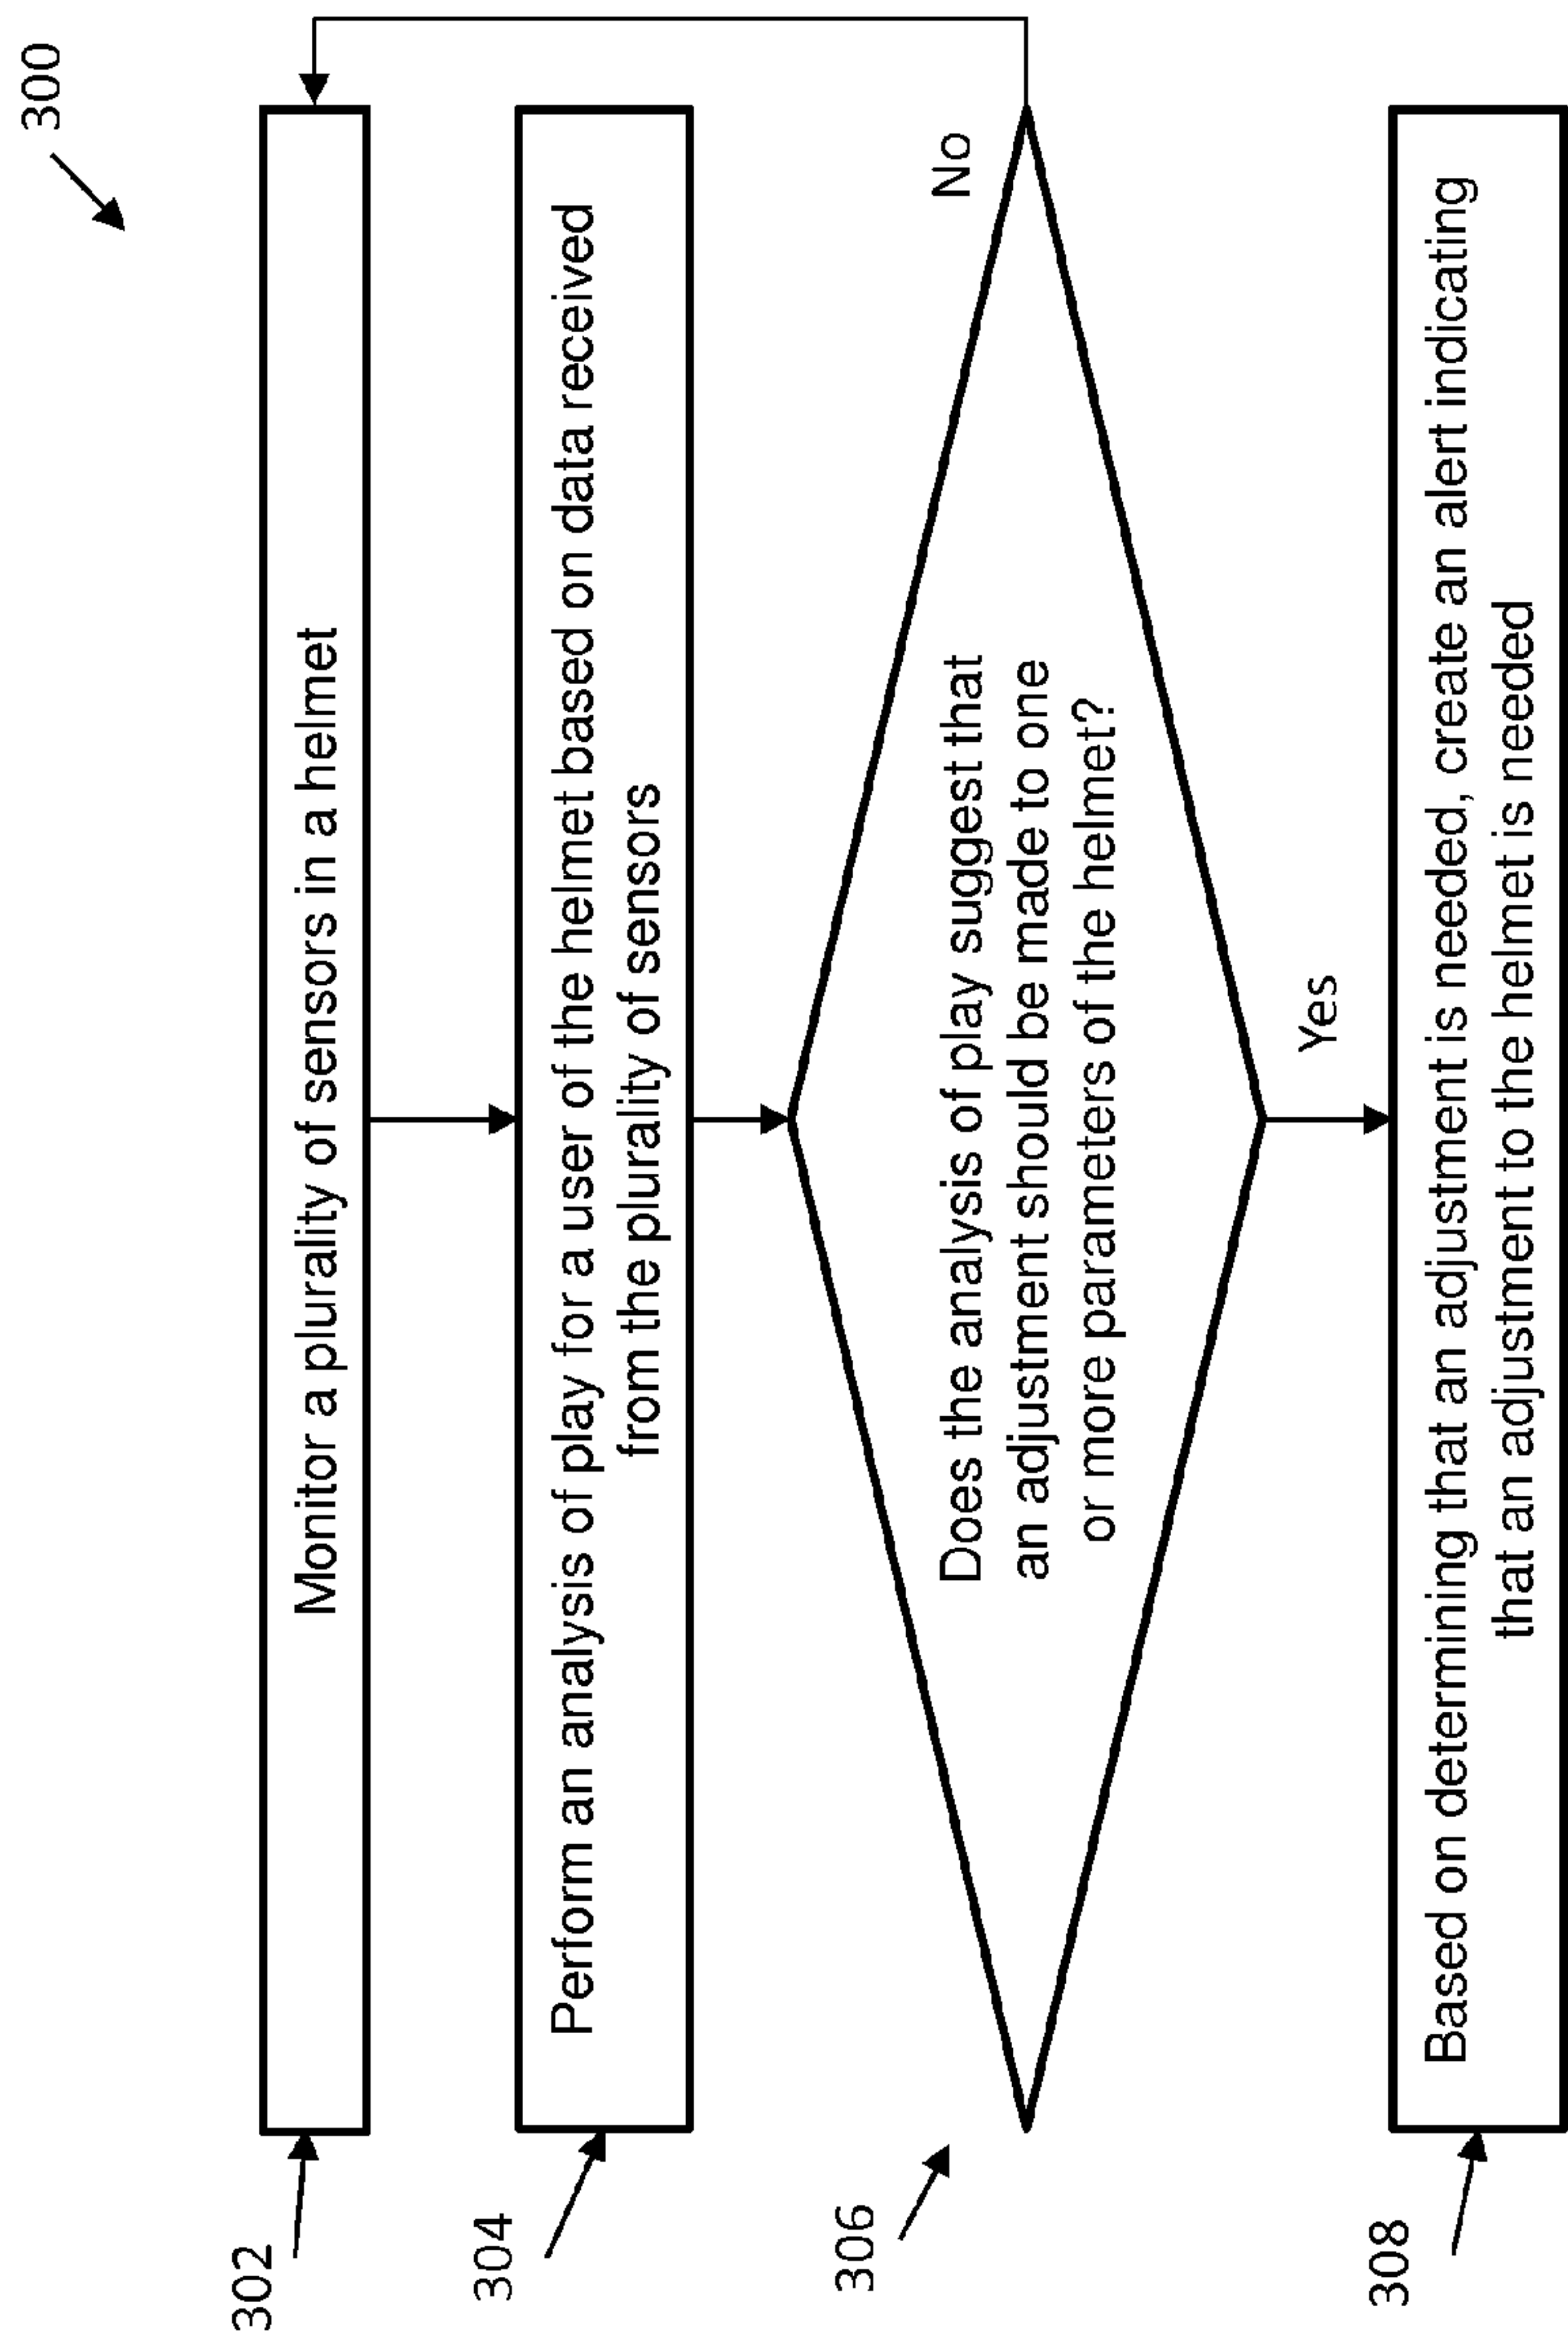 300
302
Monitor a plurality of sensors in a helmet
304
Perform an analysis of play for a user of the helmet based on data received
from the plurality of sensors
306
Does the analysis of play suggest that
an adjustment should be made to one
or more parameters of the helmet?
No
Yes
308
Based on determining that an adjustment is needed, create an alert indicating
that an adjustment to the helmet is needed